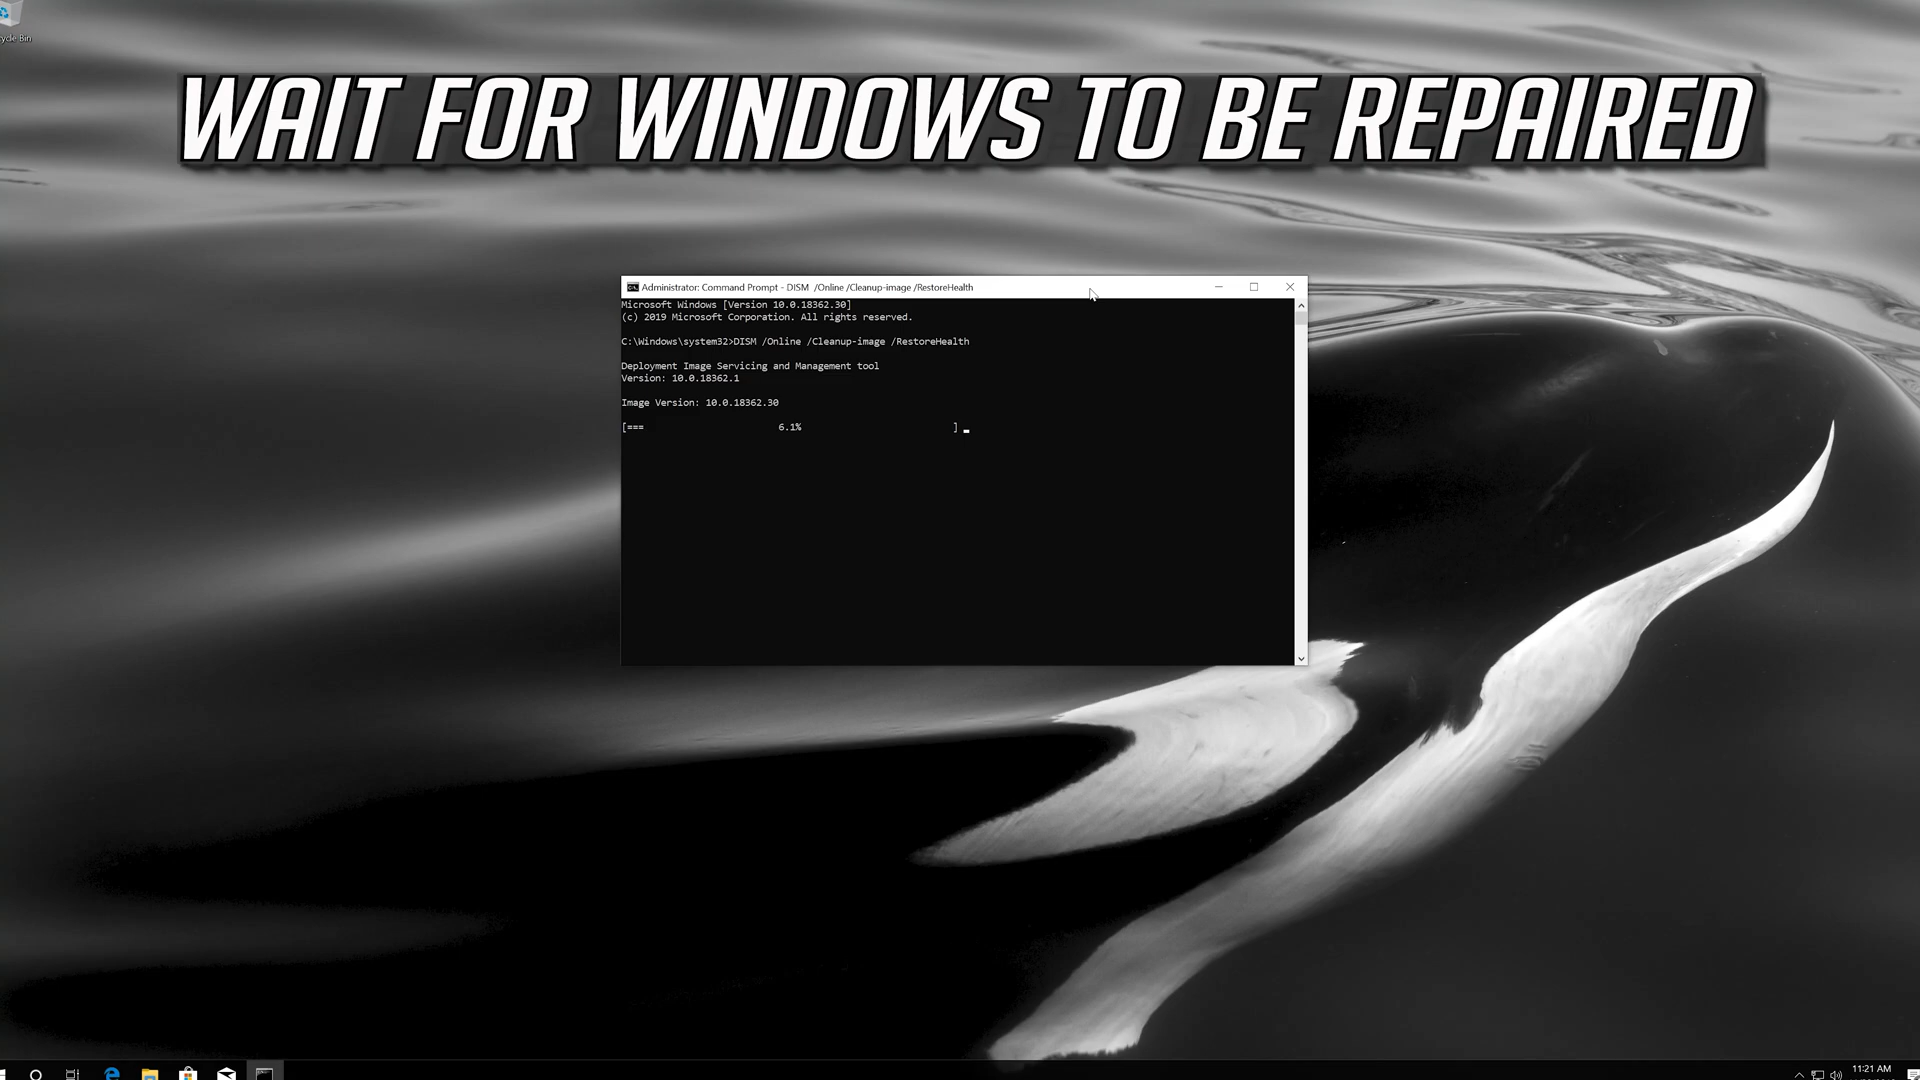 ycle Bin
WAIT FOR WINDOWS TO BE REPAIRED
Administrator: Command Prompt - DISM /Online /Cleanup-image /RestoreHealth
Microsoft Windows [Version 10.0.18362.30]
(c) 2019 Microsoft Corporation. All rights reserved.
C:\Windows\system32>DISM /Online /Cleanup-image /RestoreHealth
Deployment Image Servicing and Management tool
Version: 10.0.18362.1
Image Version: 10.0.18362.30
[=== 6.1% ]
11:21 AM